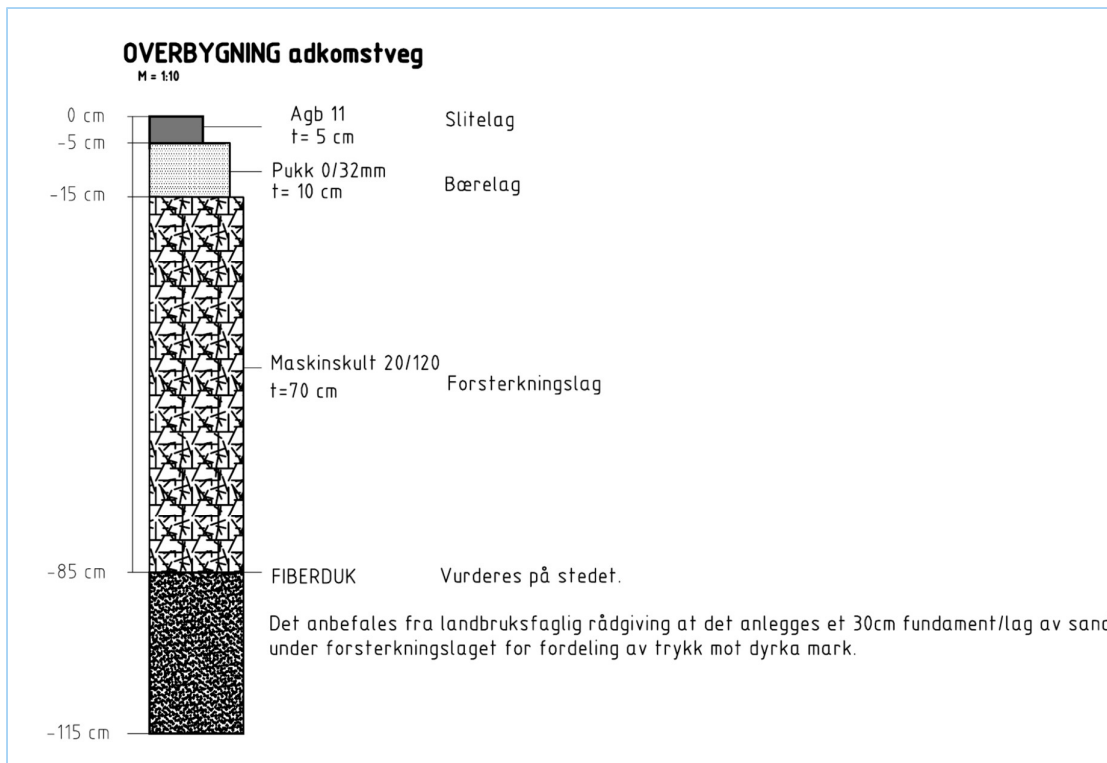 OVERBYGNING adkomstveg
M = 1:10
0 cm
Agb 11
t= 5 cm
Slitelag
-5 cm
Pukk 0/32mm
t= 10 cm
Bærelag
-15 cm
Maskinskult 20/120
t=70 cm
Forsterkningslag
-85 cm
FIBERDUK
Vurderes på stedet.
Det anbefales fra landbruksfaglig rådgiving at det anlegges et 30cm fundament/lag av sand
under forsterkningslaget for fordeling av trykk mot dyrka mark.
-115 cm